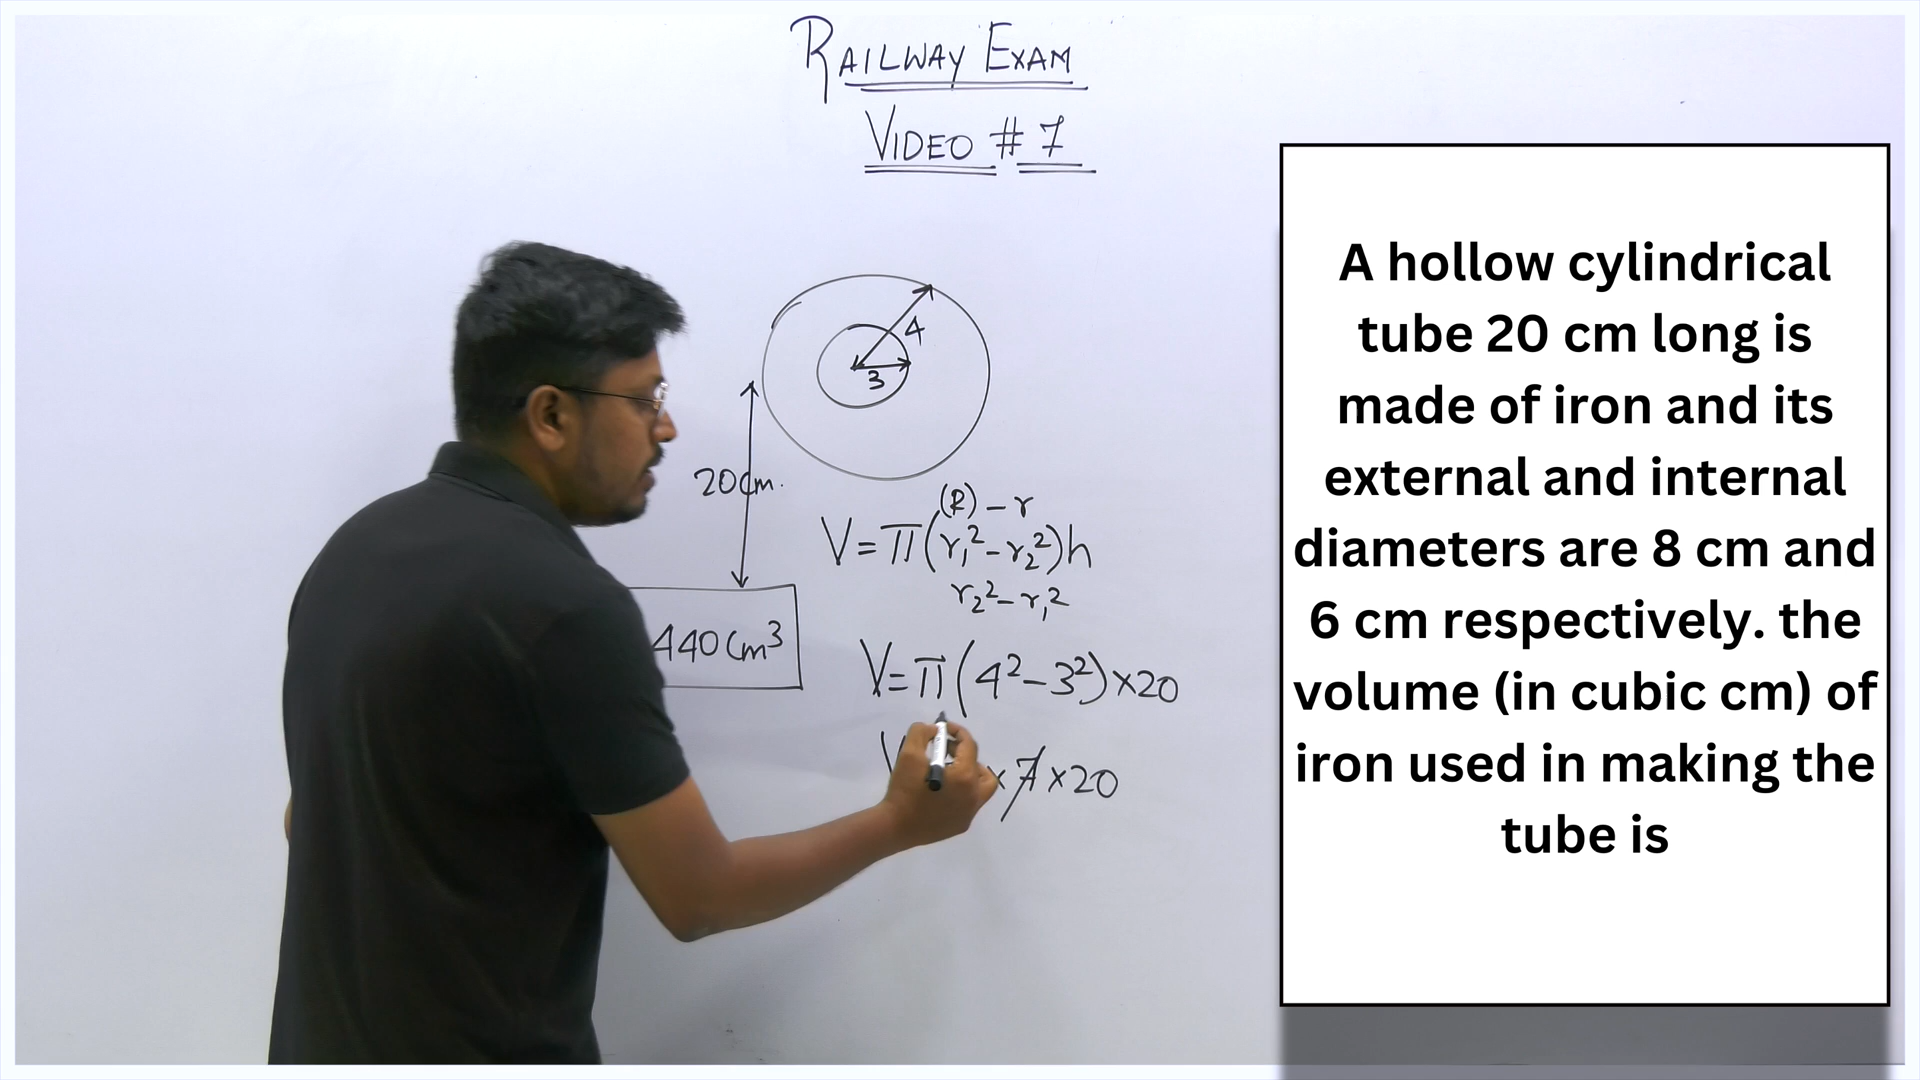 RAILWAY EXAM
VIDEO # 7
4
3
20cm.
(R) - r
V = π(r₁² - r₂²)h
r₂² - r₁²
440 cm³
V = π(4² - 3²)×20
V
× 7 × 20
A hollow cylindrical
tube 20 cm long is
made of iron and its
external and internal
diameters are 8 cm and
6 cm respectively. the
volume (in cubic cm) of
iron used in making the
tube is